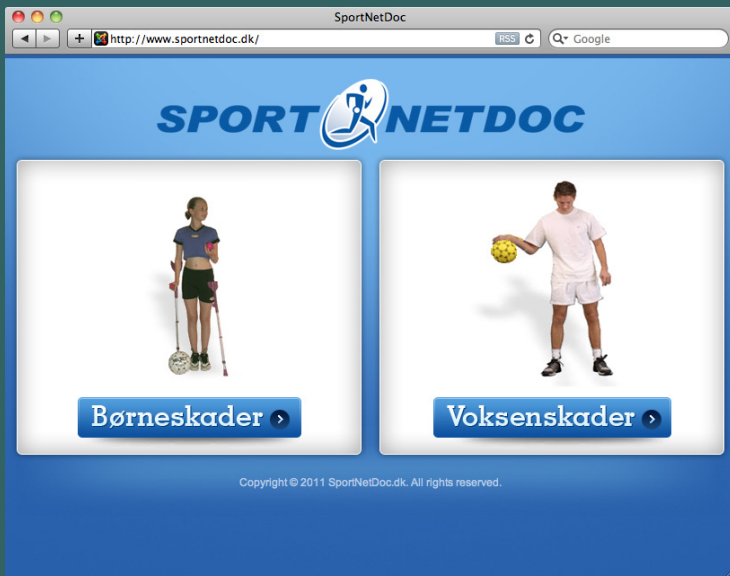 SportNetDoc
http://www.sportnetdoc.dk/
RSS
Google
SPORT NETDOC
Børneskader
Voksenskader
Copyright © 2011 SportNetDoc.dk. All rights reserved.